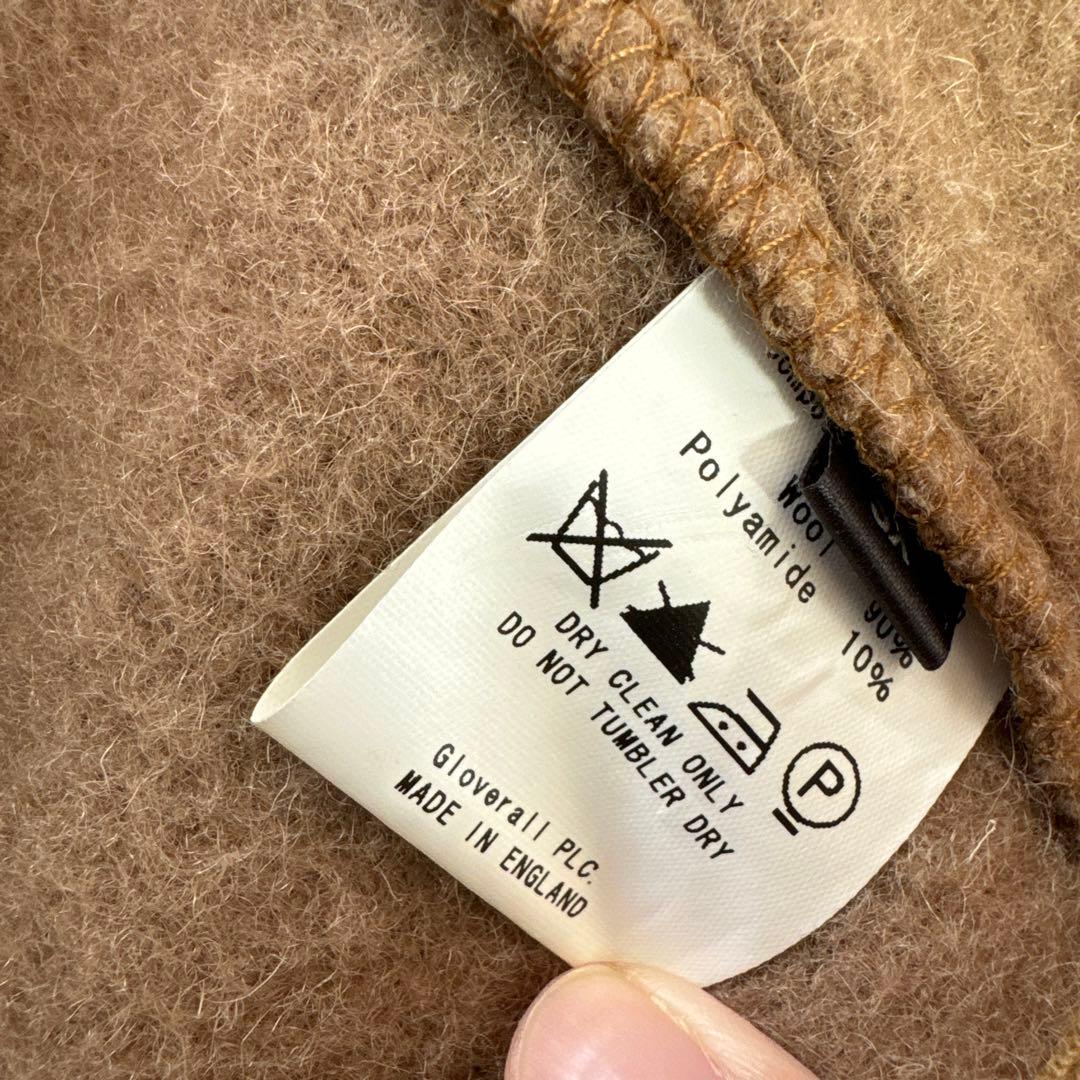 Wool 90%
Polyamide 10%
P
DRY CLEAN ONLY
DO NOT TUMBLER DRY
Gloverall PLC.
MADE IN ENGLAND